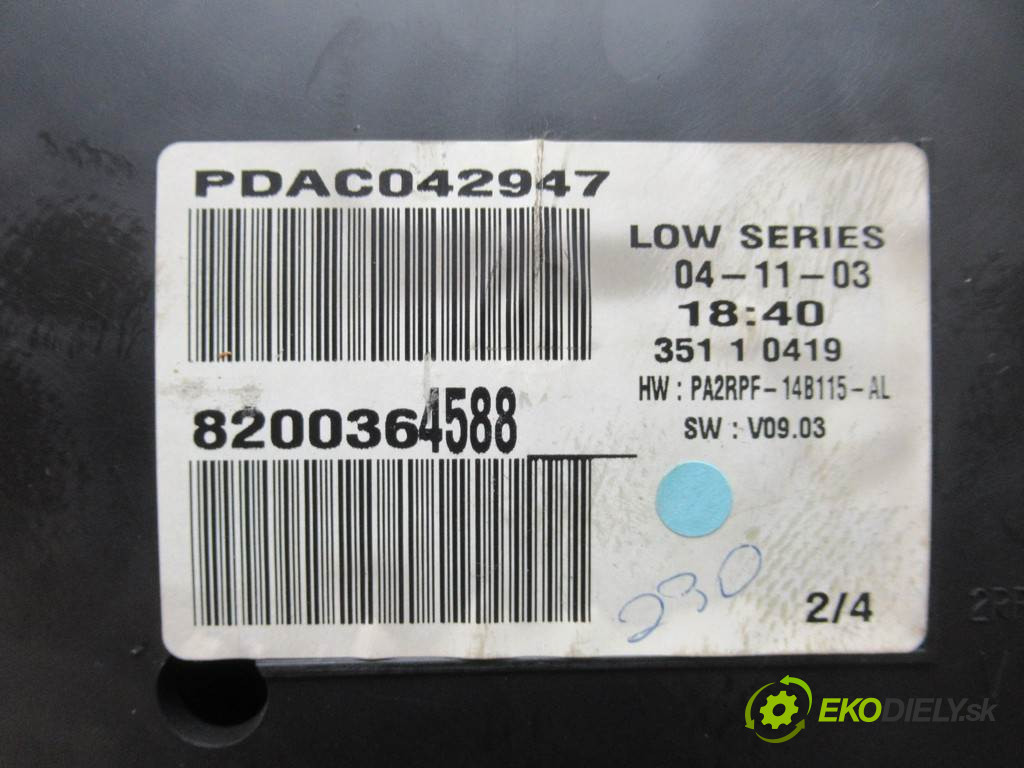 PDAC042947
LOW SERIES
04-11-03
18:40
351 1 0419
HW : PA2RPF-14B115-AL
8200364588
SW : V09.03
230
2/4
EKODIELY.sk